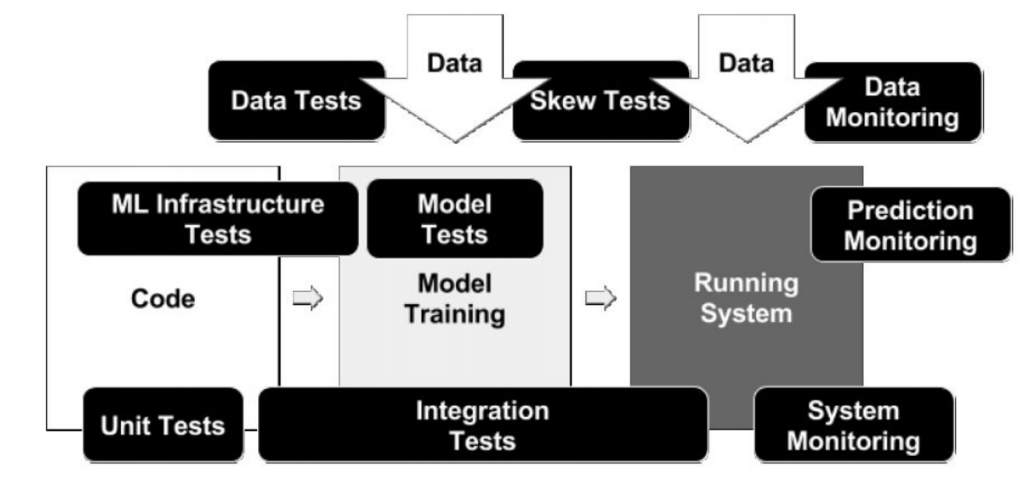 Data
Data
Data Tests
Skew Tests
Data
Monitoring
ML Infrastructure
Tests
Model
Tests
Prediction
Monitoring
Code
Model
Training
Running
System
Unit Tests
Integration
Tests
System
Monitoring